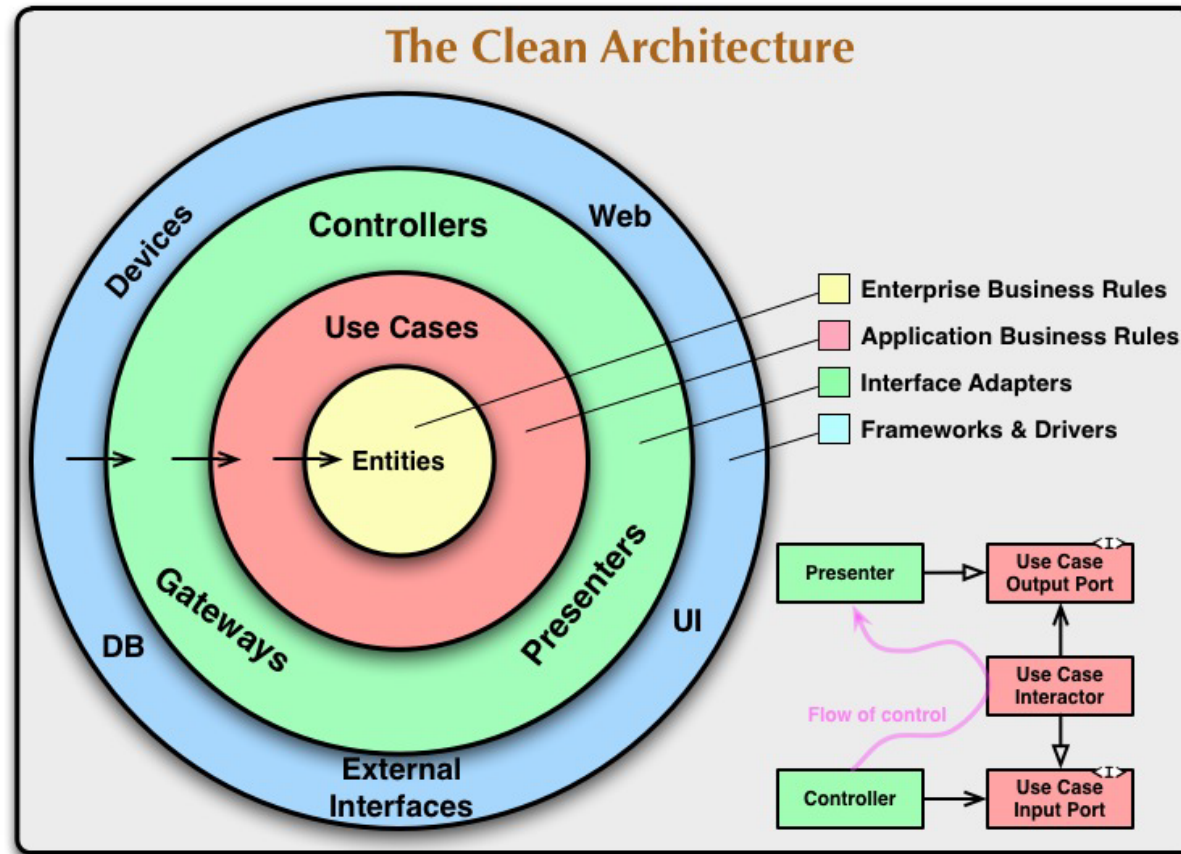 The Clean Architecture
Devices
Web
Controllers
Use Cases
Entities
Gateways
Presenters
DB
UI
External
Interfaces
Enterprise Business Rules
Application Business Rules
Interface Adapters
Frameworks & Drivers
Presenter
<I>
Use Case
Output Port
Use Case
Interactor
Flow of control
Controller
<I>
Use Case
Input Port